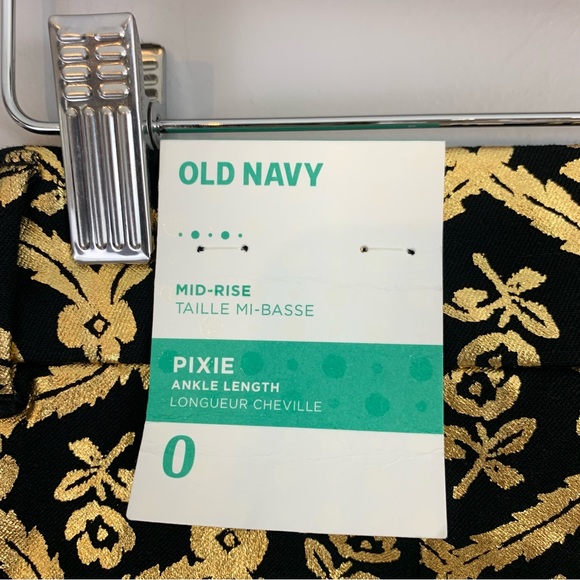 OLD NAVY
MID-RISE
TAILLE MI-BASSE
PIXIE
ANKLE LENGTH
LONGUEUR CHEVILLE
0